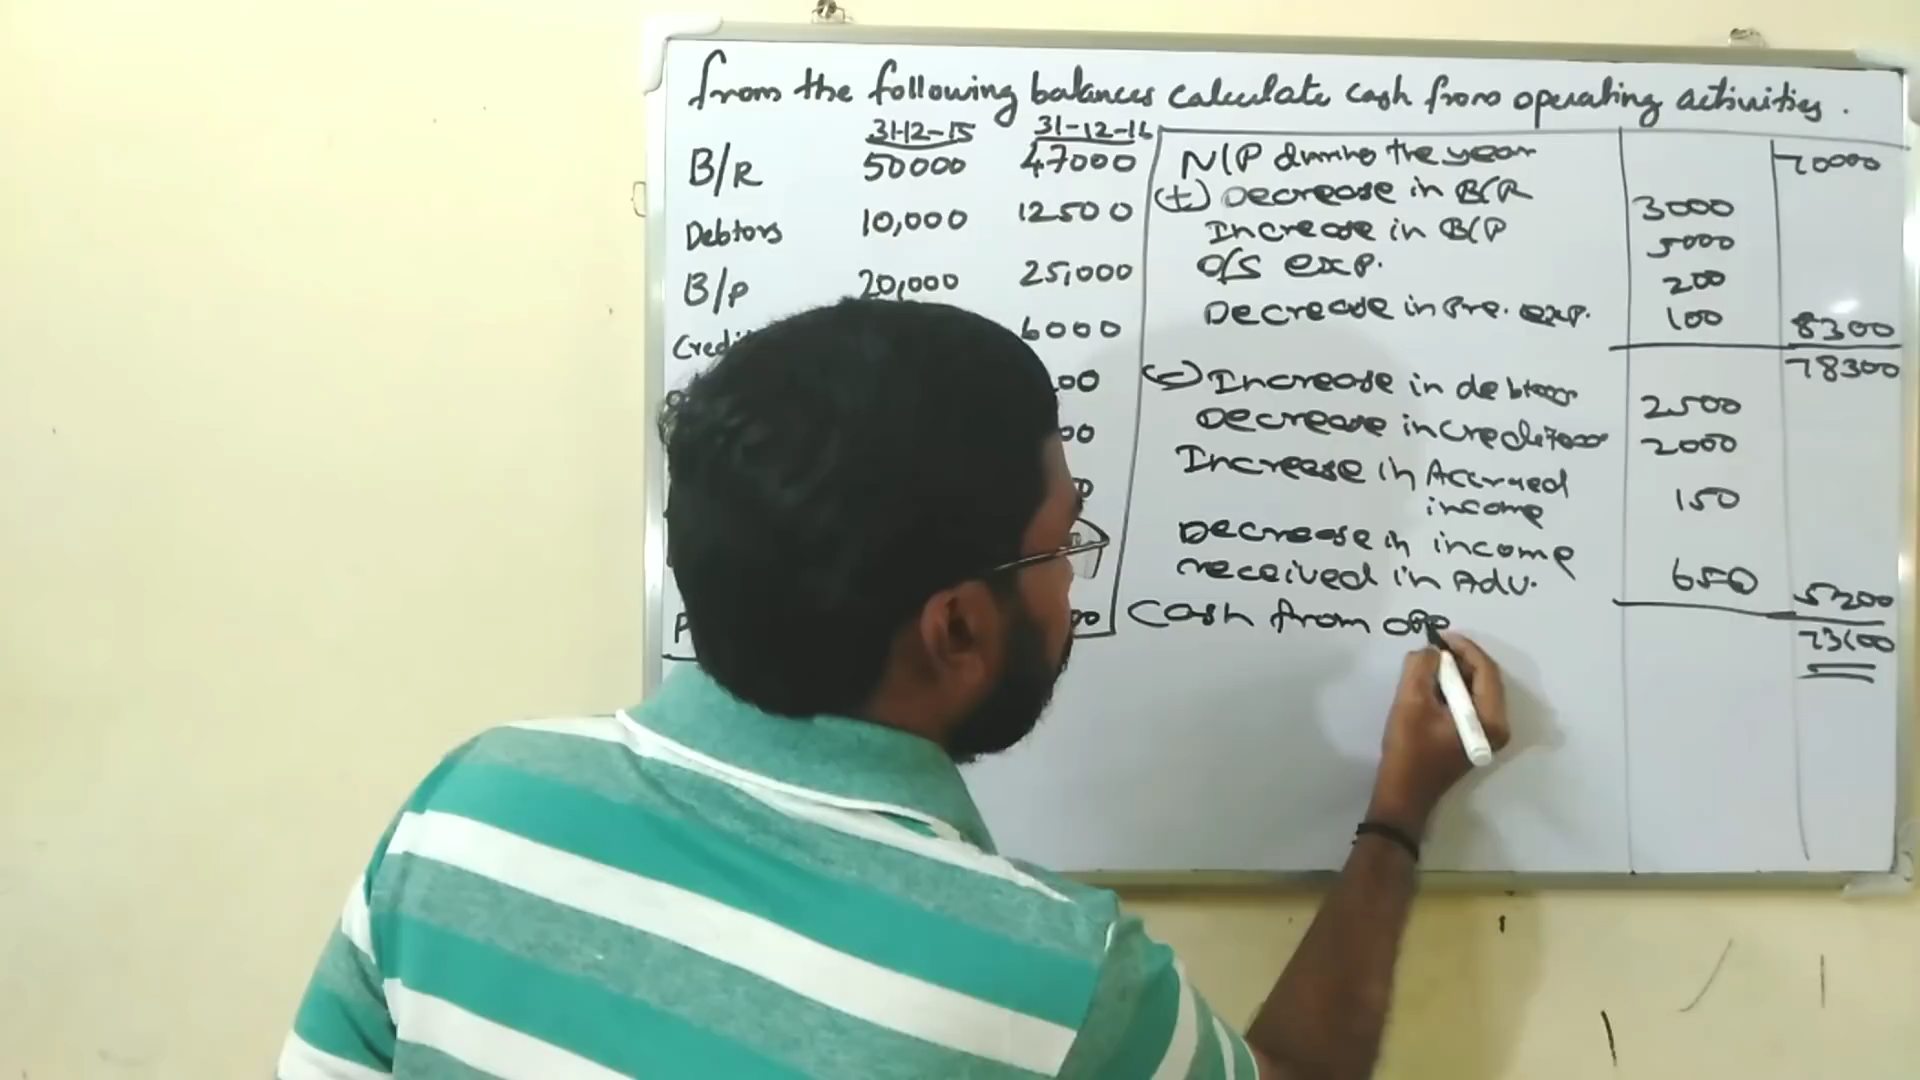 from the following balances calculate cash from operating activities.
31-12-15 31-12-16
B/R 50000 47000
Debtors 10,000 12500
B/P 20,000 25,000
6000
N/P during the year 70000
(+) Decrease in B/R 3000
Increase in B/P 5000
O/S exp. 200
Decrease in Pre. exp. 100 8300
78300
(-) Increase in debtors 2500
Decrease in creditors 2000
Increase in Accrued
income 150
Decrease in income
received in Adv. 650 5200
Cash from 73100